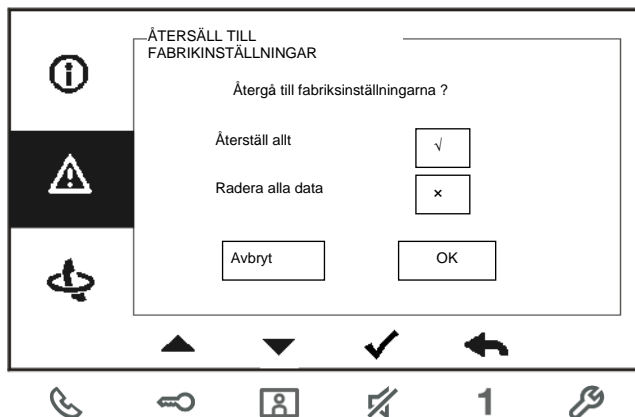 ÅTERSÄLL TILL
FABRIKINSTÄLLNINGAR
Återgå till fabriksinställningarna ?
Återställ allt √
Radera alla data ×
Avbryt OK
1